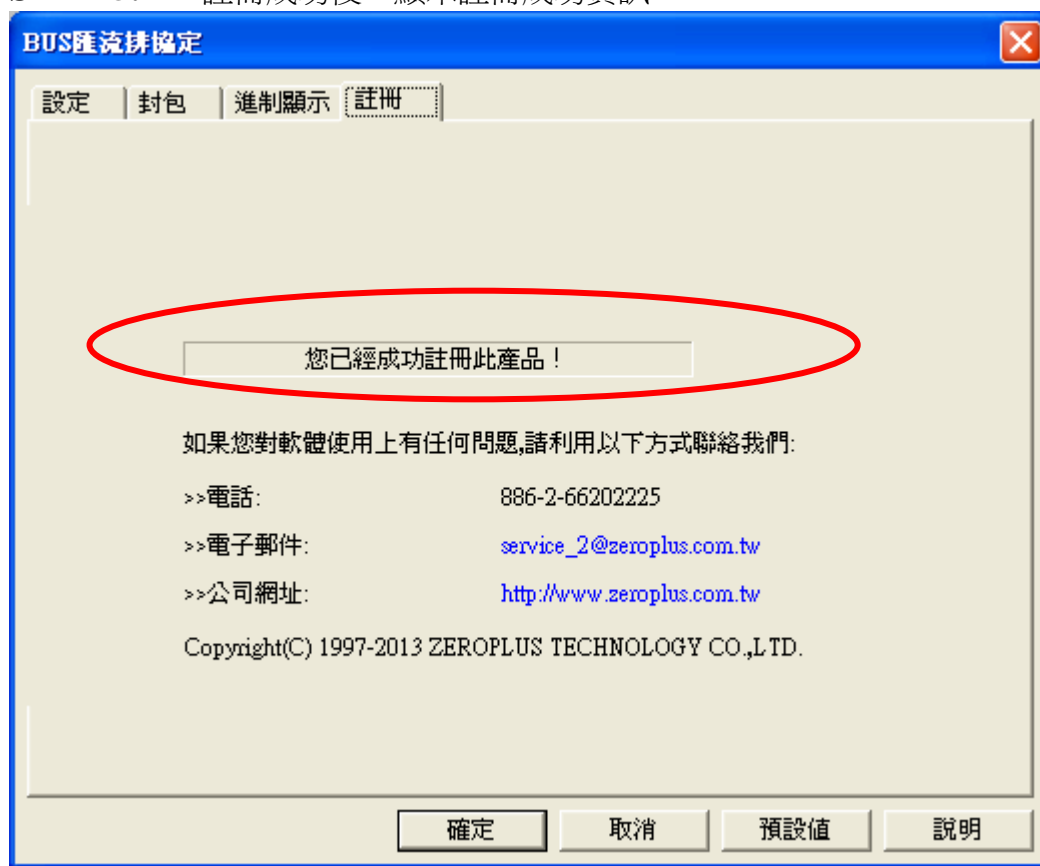 BUS匯流排協定
設定 封包 進制顯示 註冊
您已經成功註冊此產品！
如果您對軟體使用上有任何問題,請利用以下方式聯絡我們:
>>電話: 886-2-66202225
>>電子郵件: service_2@zeroplus.com.tw
>>公司網址: http://www.zeroplus.com.tw
Copyright(C) 1997-2013 ZEROPLUS TECHNOLOGY CO.,LTD.
確定 取消 預設值 說明